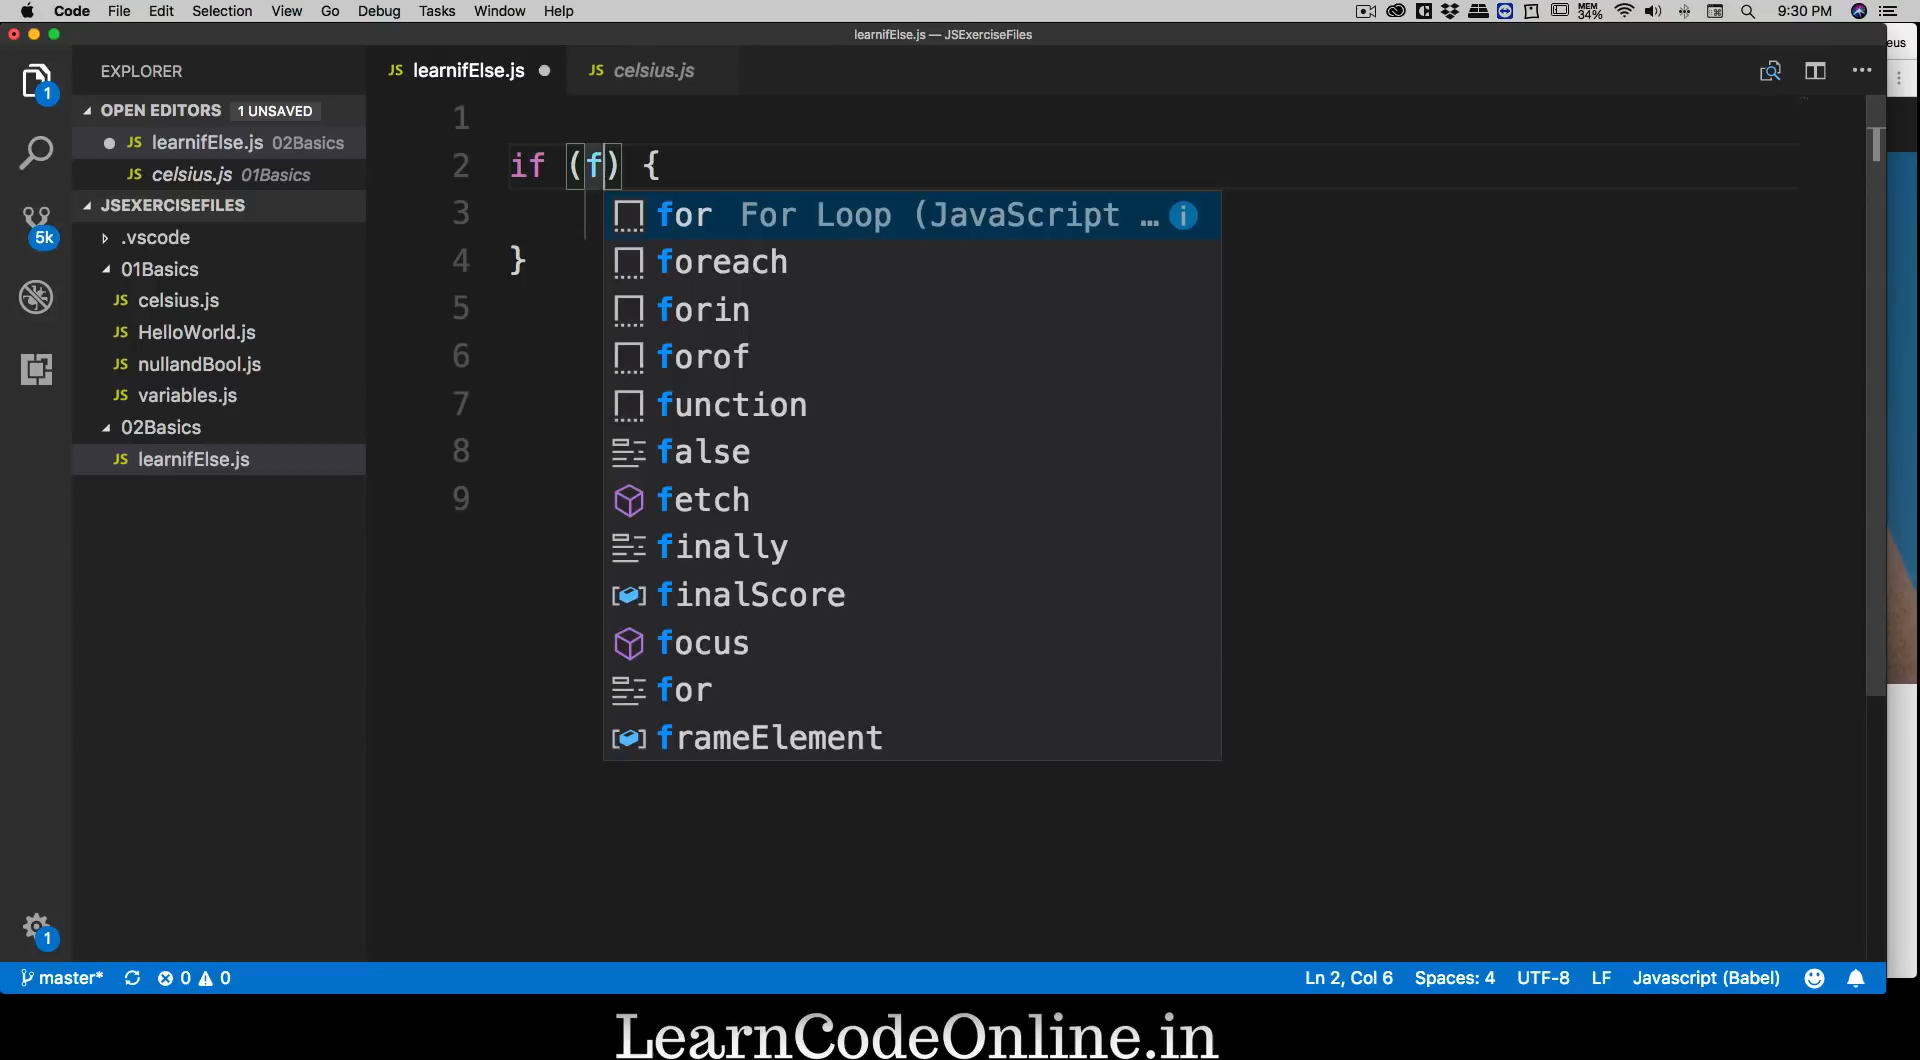 Code File Edit Selection View Go Debug Tasks Window Help MEM 34% 9:30 PM
learnifElse.js — JSExerciseFiles
eus
EXPLORER
JS learnifElse.js JS celsius.js
1
OPEN EDITORS 1 UNSAVED
JS learnifElse.js 02Basics
JS celsius.js 01Basics
JSEXERCISEFILES
5k
.vscode
01Basics
JS celsius.js
JS HelloWorld.js
JS nullandBool.js
JS variables.js
02Basics
JS learnifElse.js
1
2 if (f) {
3
4 }
5
6
7
8
9
for For Loop (JavaScript …
foreach
forin
forof
function
false
fetch
finally
finalScore
focus
for
frameElement
1
master* 0 0 Ln 2, Col 6 Spaces: 4 UTF-8 LF Javascript (Babel)
LearnCodeOnline.in